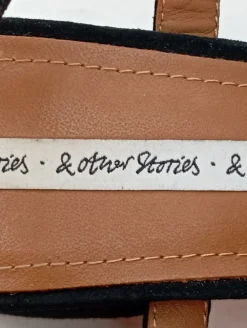 ries · & other Stories · &